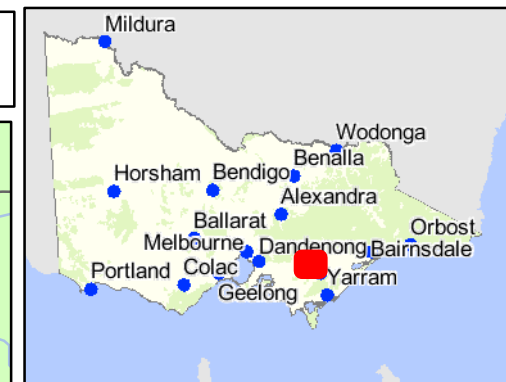 Mildura
Wodonga
Benalla
Horsham
Bendigo
Alexandra
Ballarat
Orbost
Melbourne
Dandenong
Bairnsdale
Portland
Colac
Yarram
Geelong